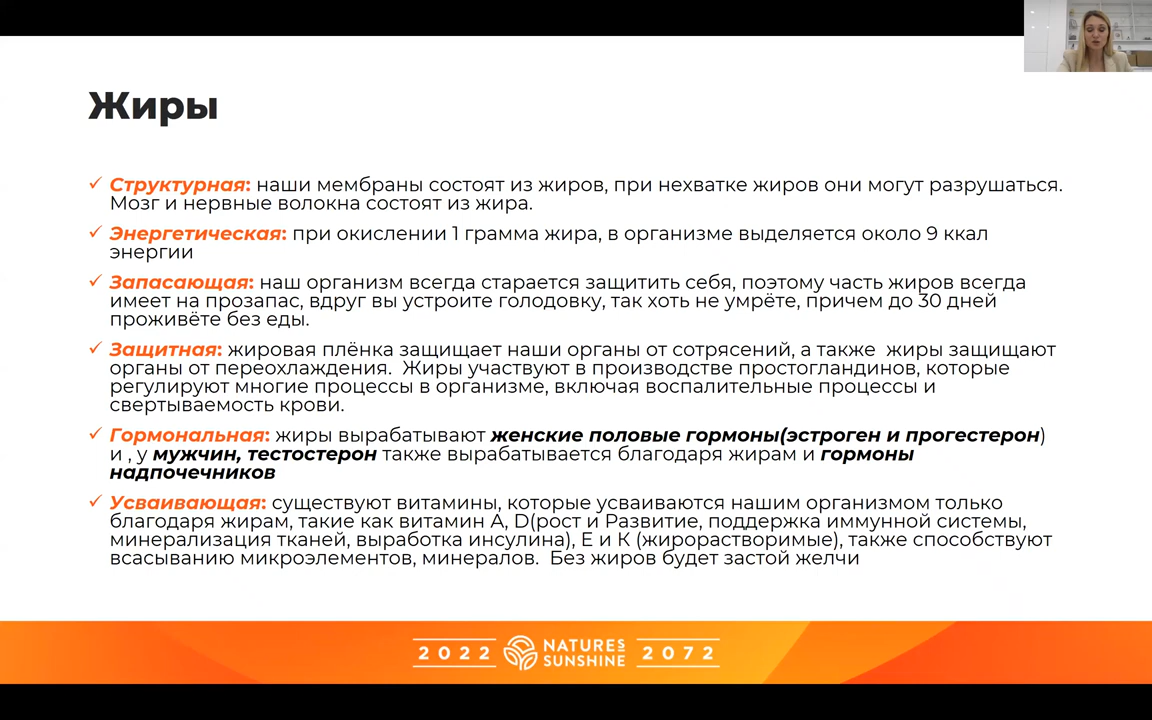 Жиры
✓ Структурная: наши мембраны состоят из жиров, при нехватке жиров они могут разрушаться.
Мозг и нервные волокна состоят из жира.
✓ Энергетическая: при окислении 1 грамма жира, в организме выделяется около 9 ккал
энергии
✓ Запасающая: наш организм всегда старается защитить себя, поэтому часть жиров всегда
имеет на прозапас, вдруг вы устроите голодовку, так хоть не умрёте, причем до 30 дней
проживёте без еды.
✓ Защитная: жировая плёнка защищает наши органы от сотрясений, а также жиры защищают
органы от переохлаждения. Жиры участвуют в производстве простогландинов, которые
регулируют многие процессы в организме, включая воспалительные процессы и
свертываемость крови.
✓ Гормональная: жиры вырабатывают женские половые гормоны(эстроген и прогестерон)
и , у мужчин, тестостерон также вырабатывается благодаря жирам и гормоны
надпочечников
✓ Усваивающая: существуют витамины, которые усваиваются нашим организмом только
благодаря жирам, такие как витамин А, D(рост и Развитие, поддержка иммунной системы,
минерализация тканей, выработка инсулина), Е и К (жирорастворимые), также способствуют
всасыванию микроэлементов, минералов. Без жиров будет застой желчи
2022 NATURES SUNSHINE 2072